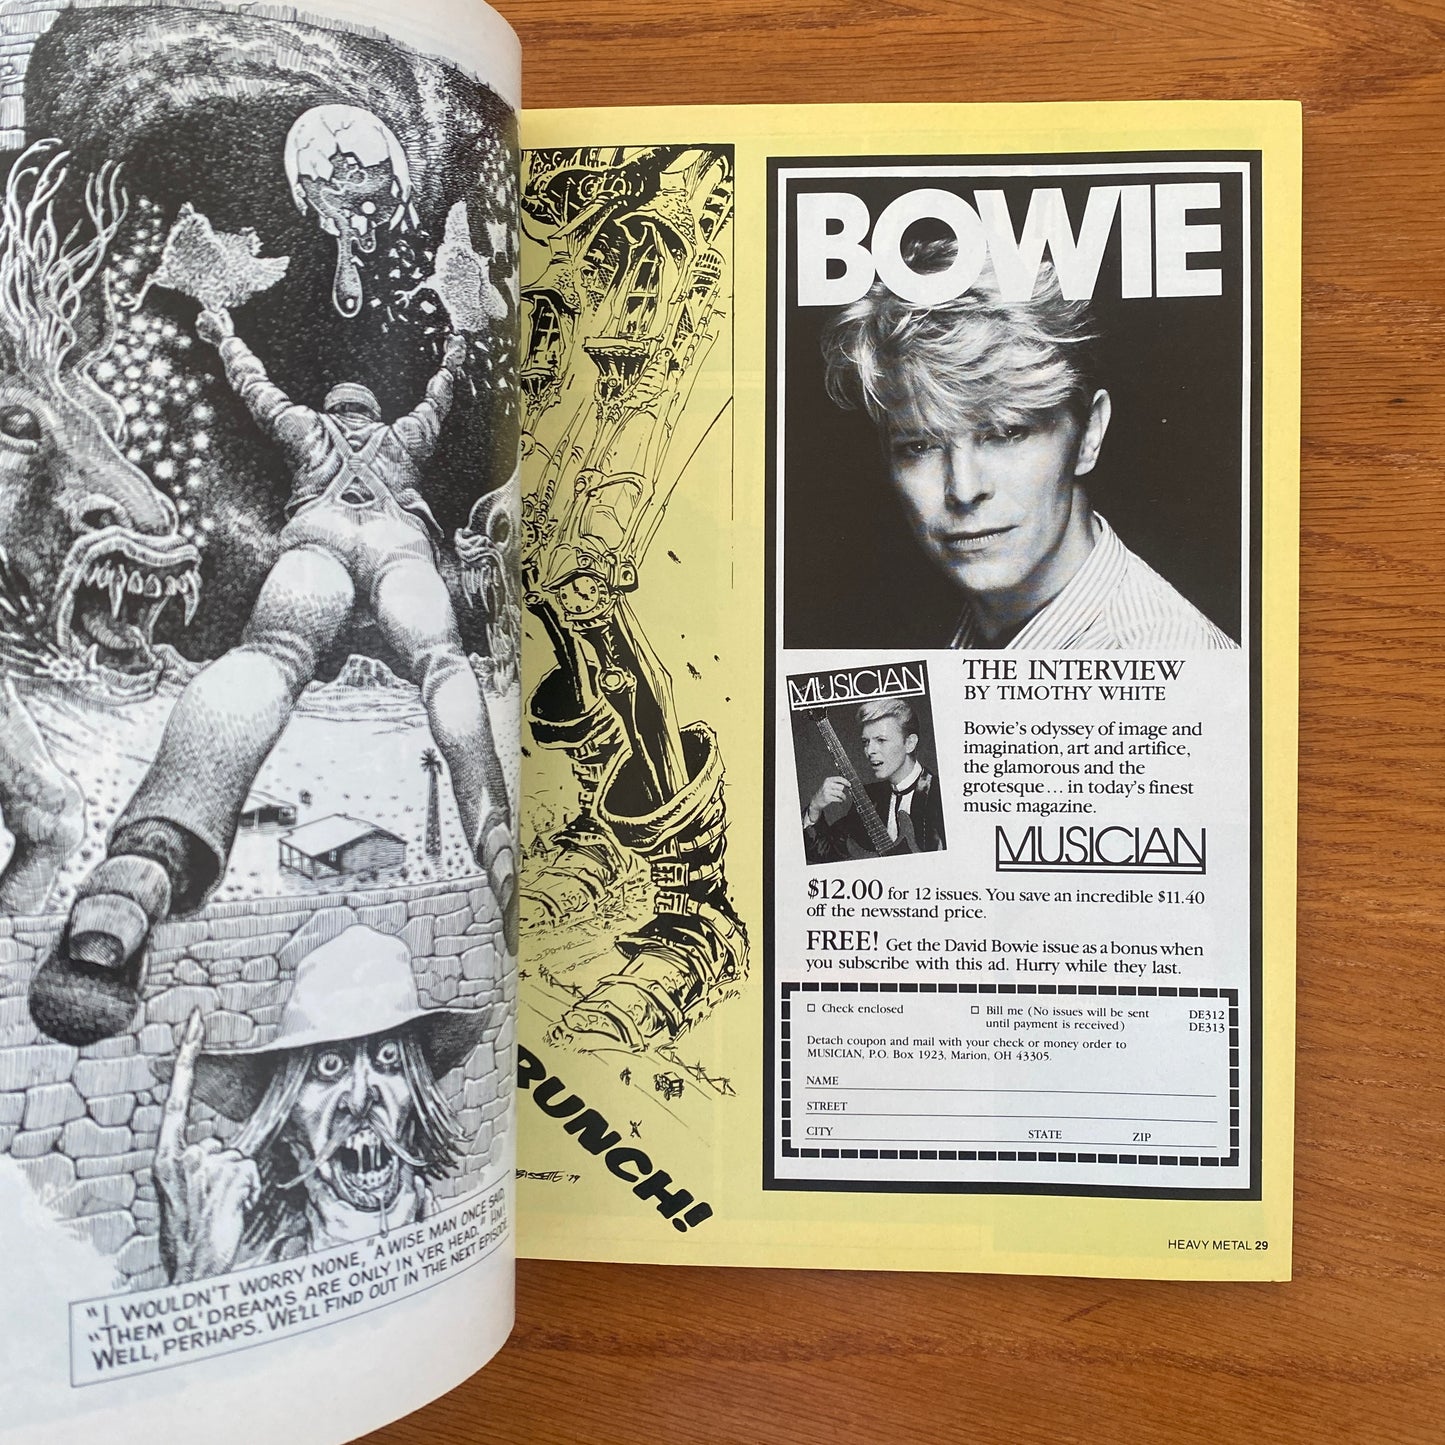 "I WOULDN'T WORRY NONE," A WISE MAN ONCE SAID,
"THEM OL' DREAMS ARE ONLY IN YER HEAD." HM!
WELL, PERHAPS. WE'LL FIND OUT IN THE NEXT EPISODE.
RUNCH!
BISSETTE '79
BOWIE
MUSICIAN
THE INTERVIEW
BY TIMOTHY WHITE
Bowie's odyssey of image and
imagination, art and artifice,
the glamorous and the
grotesque... in today's finest
music magazine.
MUSICIAN
$12.00 for 12 issues. You save an incredible $11.40
off the newsstand price.
FREE! Get the David Bowie issue as a bonus when
you subscribe with this ad. Hurry while they last.
☐ Check enclosed ☐ Bill me (No issues will be sent DE312
until payment is received) DE313
Detach coupon and mail with your check or money order to
MUSICIAN, P.O. Box 1923, Marion, OH 43305.
NAME
STREET
CITY STATE ZIP
HEAVY METAL 29